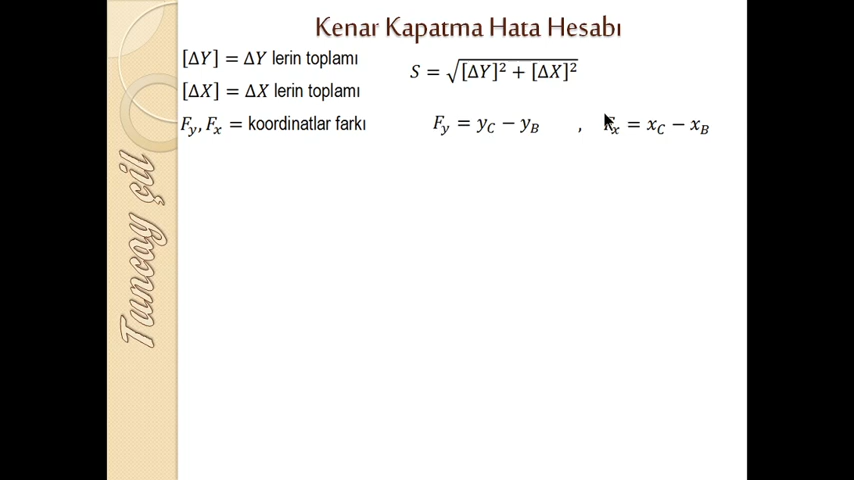 Kenar Kapatma Hata Hesabı
[ΔY] = ΔY lerin toplamı
S = √([ΔY]² + [ΔX]²)
[ΔX] = ΔX lerin toplamı
F_y, F_x = koordinatlar farkı
F_y = y_C − y_B , F_x = x_C − x_B
Tuncay çil